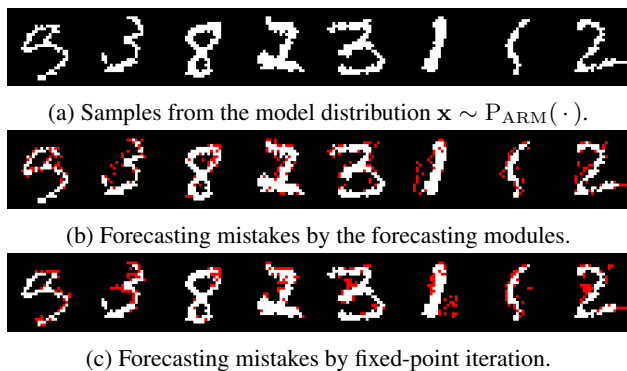 (a) Samples from the model distribution x ∼ P_ARM( · ).
(b) Forecasting mistakes by the forecasting modules.
(c) Forecasting mistakes by fixed-point iteration.